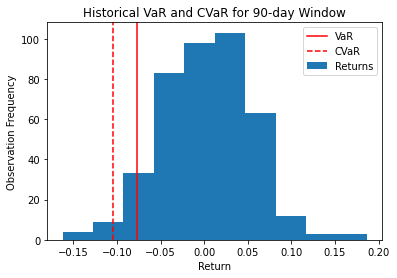 Historical VaR and CVaR for 90-day Window
VaR
CVaR
Returns
Observation Frequency
100
80
60
40
20
0
−0.15
−0.10
−0.05
0.00
0.05
0.10
0.15
0.20
Return